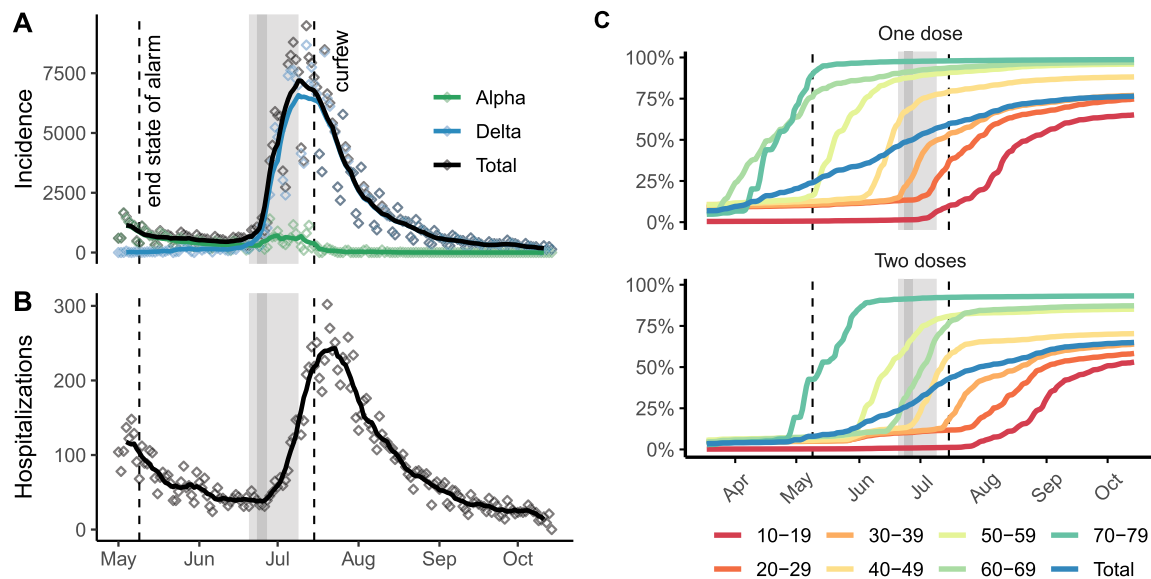 A
Incidence
7500
5000
2500
0
end state of alarm
curfew
Alpha
Delta
Total
B
Hospitalizations
300
200
100
0
May Jun Jul Aug Sep Oct
C
One dose
100%
75%
50%
25%
0%
Two doses
100%
75%
50%
25%
0%
Apr May Jun Jul Aug Sep Oct
10−19 30−39 50−59 70−79
20−29 40−49 60−69 Total